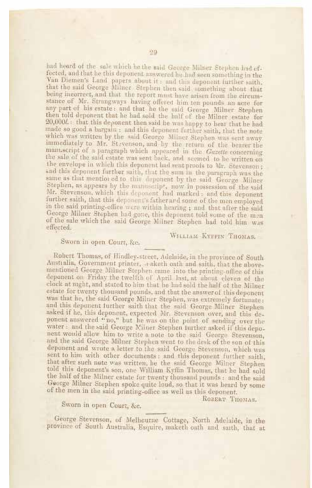 29
had heard of the sale which he the said George Milner Stephen had ef-
fected, and that he this deponent answered he had seen something in the
Van Diemen's Land papers about it: and this deponent further saith,
that the said George Milner Stephen then said something about that
being incorrect, and that the report must have arisen from the circum-
stance of Mr. Strangways having offered him ten pounds an acre for
any part of his estate: and that he the said George Milner Stephen
then told deponent that he had sold the half of the Milner estate for
20,000l.: that this deponent then said he was happy to hear that he had
made so good a bargain: and this deponent further saith, that the note
which was written by the said George Milner Stephen was sent away
immediately to Mr. Stevenson, and by the return of the bearer the
manuscript of a paragraph which appeared in the Gazette concerning
the sale of the said estate was sent back, and seemed to be written on
the envelope in which this deponent had sent proofs to Mr. Stevenson;
and this deponent further saith, that the sum in the paragraph was the
same as that mentioned to this deponent by the said George Milner
Stephen, as appears by the manuscript, now in possession of the said
Mr. Stevenson, which this deponent had marked: and this deponent
further saith, that this deponent's father and some of the men employed
in the said printing-office were within hearing; and that after the said
George Milner Stephen had gone, this deponent told some of the men
of the sale which the said George Milner Stephen had told him was
effected.
William Kyffin Thomas.
Sworn in open Court, &c.
Robert Thomas, of Hindley-street, Adelaide, in the province of South
Australia, Government printer, maketh oath and saith, that the above-
mentioned George Milner Stephen came into the printing-office of this
deponent on Friday the twelfth of April last, at about eleven of the
clock at night, and stated to him that he had sold the half of the Milner
estate for twenty thousand pounds, and that the answer of this deponent
was that he, the said George Milner Stephen, was extremely fortunate:
and this deponent further saith that the said George Milner Stephen
asked if he, this deponent, expected Mr. Stevenson over, and this de-
ponent answered "no," but he was on the point of sending over the
water: and the said George Milner Stephen further asked if this depo-
nent would allow him to write a note to the said George Stevenson,
and the said George Milner Stephen went to the desk of the son of this
deponent and wrote a letter to the said George Stevenson, which was
sent to him with other documents: and this deponent further saith,
that after such note was written, he the said George Milner Stephen
told this deponent's son, one William Kyffin Thomas, that he had sold
the half of the Milner estate for twenty thousand pounds: and the said
George Milner Stephen spoke quite loud, so that it was heard by some
of the men in the said printing-office as well as this deponent.
Robert Thomas.
Sworn in open Court, &c.
George Stevenson, of Melbourne Cottage, North Adelaide, in the
province of South Australia, Esquire, maketh oath and saith, that at